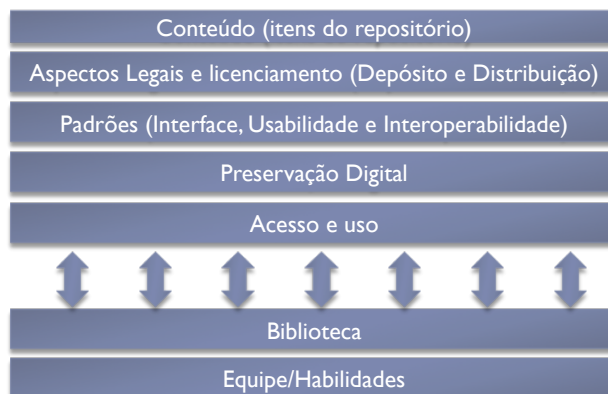 Conteúdo (itens do repositório)
Aspectos Legais e licenciamento (Depósito e Distribuição)
Padrões (Interface, Usabilidade e Interoperabilidade)
Preservação Digital
Acesso e uso
Biblioteca
Equipe/Habilidades